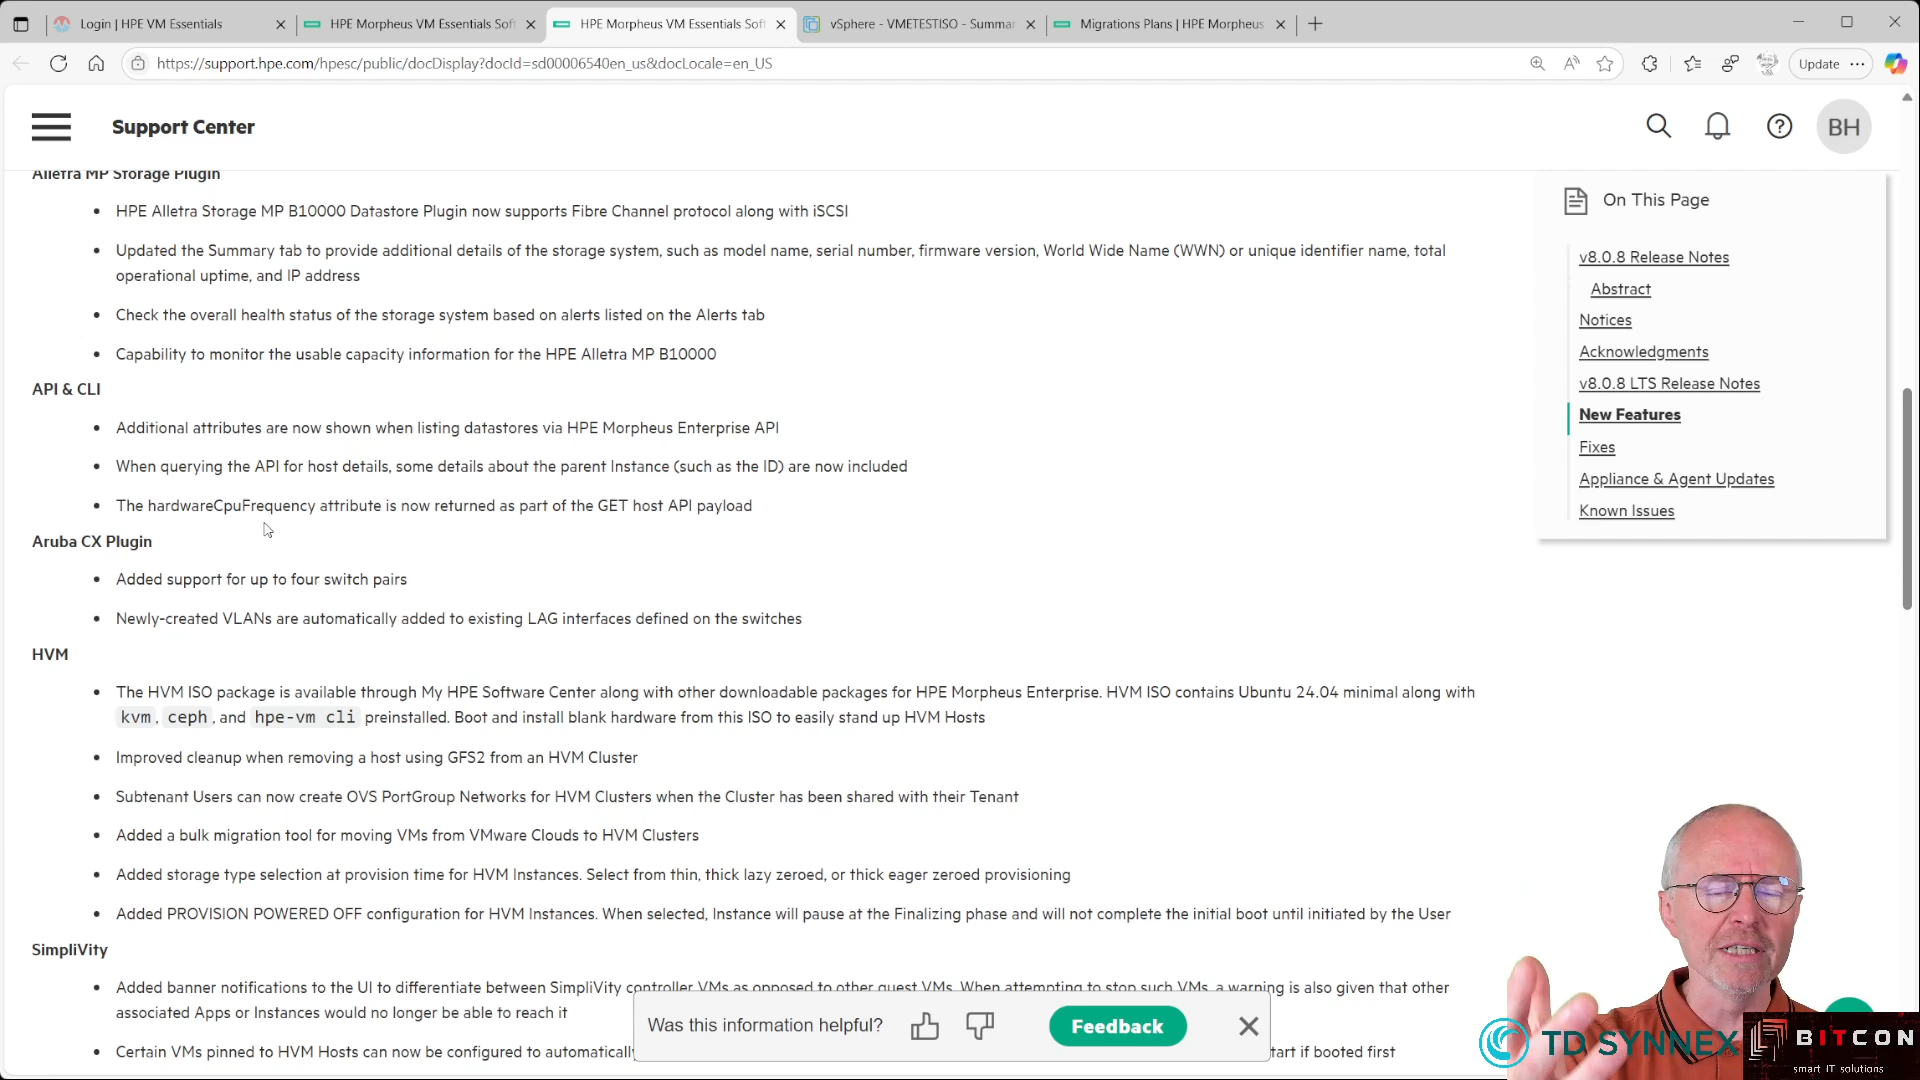 Login | HPE VM Essentials
HPE Morpheus VM Essentials Soft
HPE Morpheus VM Essentials Soft
vSphere - VMETESTISO - Summar
Migrations Plans | HPE Morpheus
https://support.hpe.com/hpesc/public/docDisplay?docId=sd00006540en_us&docLocale=en_US
Update
Support Center
BH
Alletra MP Storage Plugin
• HPE Alletra Storage MP B10000 Datastore Plugin now supports Fibre Channel protocol along with iSCSI
• Updated the Summary tab to provide additional details of the storage system, such as model name, serial number, firmware version, World Wide Name (WWN) or unique identifier name, total
operational uptime, and IP address
• Check the overall health status of the storage system based on alerts listed on the Alerts tab
• Capability to monitor the usable capacity information for the HPE Alletra MP B10000
API & CLI
• Additional attributes are now shown when listing datastores via HPE Morpheus Enterprise API
• When querying the API for host details, some details about the parent Instance (such as the ID) are now included
• The hardwareCpuFrequency attribute is now returned as part of the GET host API payload
Aruba CX Plugin
• Added support for up to four switch pairs
• Newly-created VLANs are automatically added to existing LAG interfaces defined on the switches
HVM
• The HVM ISO package is available through My HPE Software Center along with other downloadable packages for HPE Morpheus Enterprise. HVM ISO contains Ubuntu 24.04 minimal along with
kvm, ceph, and hpe-vm cli preinstalled. Boot and install blank hardware from this ISO to easily stand up HVM Hosts
• Improved cleanup when removing a host using GFS2 from an HVM Cluster
• Subtenant Users can now create OVS PortGroup Networks for HVM Clusters when the Cluster has been shared with their Tenant
• Added a bulk migration tool for moving VMs from VMware Clouds to HVM Clusters
• Added storage type selection at provision time for HVM Instances. Select from thin, thick lazy zeroed, or thick eager zeroed provisioning
• Added PROVISION POWERED OFF configuration for HVM Instances. When selected, Instance will pause at the Finalizing phase and will not complete the initial boot until initiated by the User
SimpliVity
• Added banner notifications to the UI to differentiate between SimpliVity controller VMs as opposed to other guest VMs. When attempting to stop such VMs, a warning is also given that other
associated Apps or Instances would no longer be able to reach it
• Certain VMs pinned to HVM Hosts can now be configured to automatically
start if booted first
Was this information helpful?
Feedback
On This Page
v8.0.8 Release Notes
Abstract
Notices
Acknowledgments
v8.0.8 LTS Release Notes
New Features
Fixes
Appliance & Agent Updates
Known Issues
TD SYNNEX
BITCON
smart IT solutions